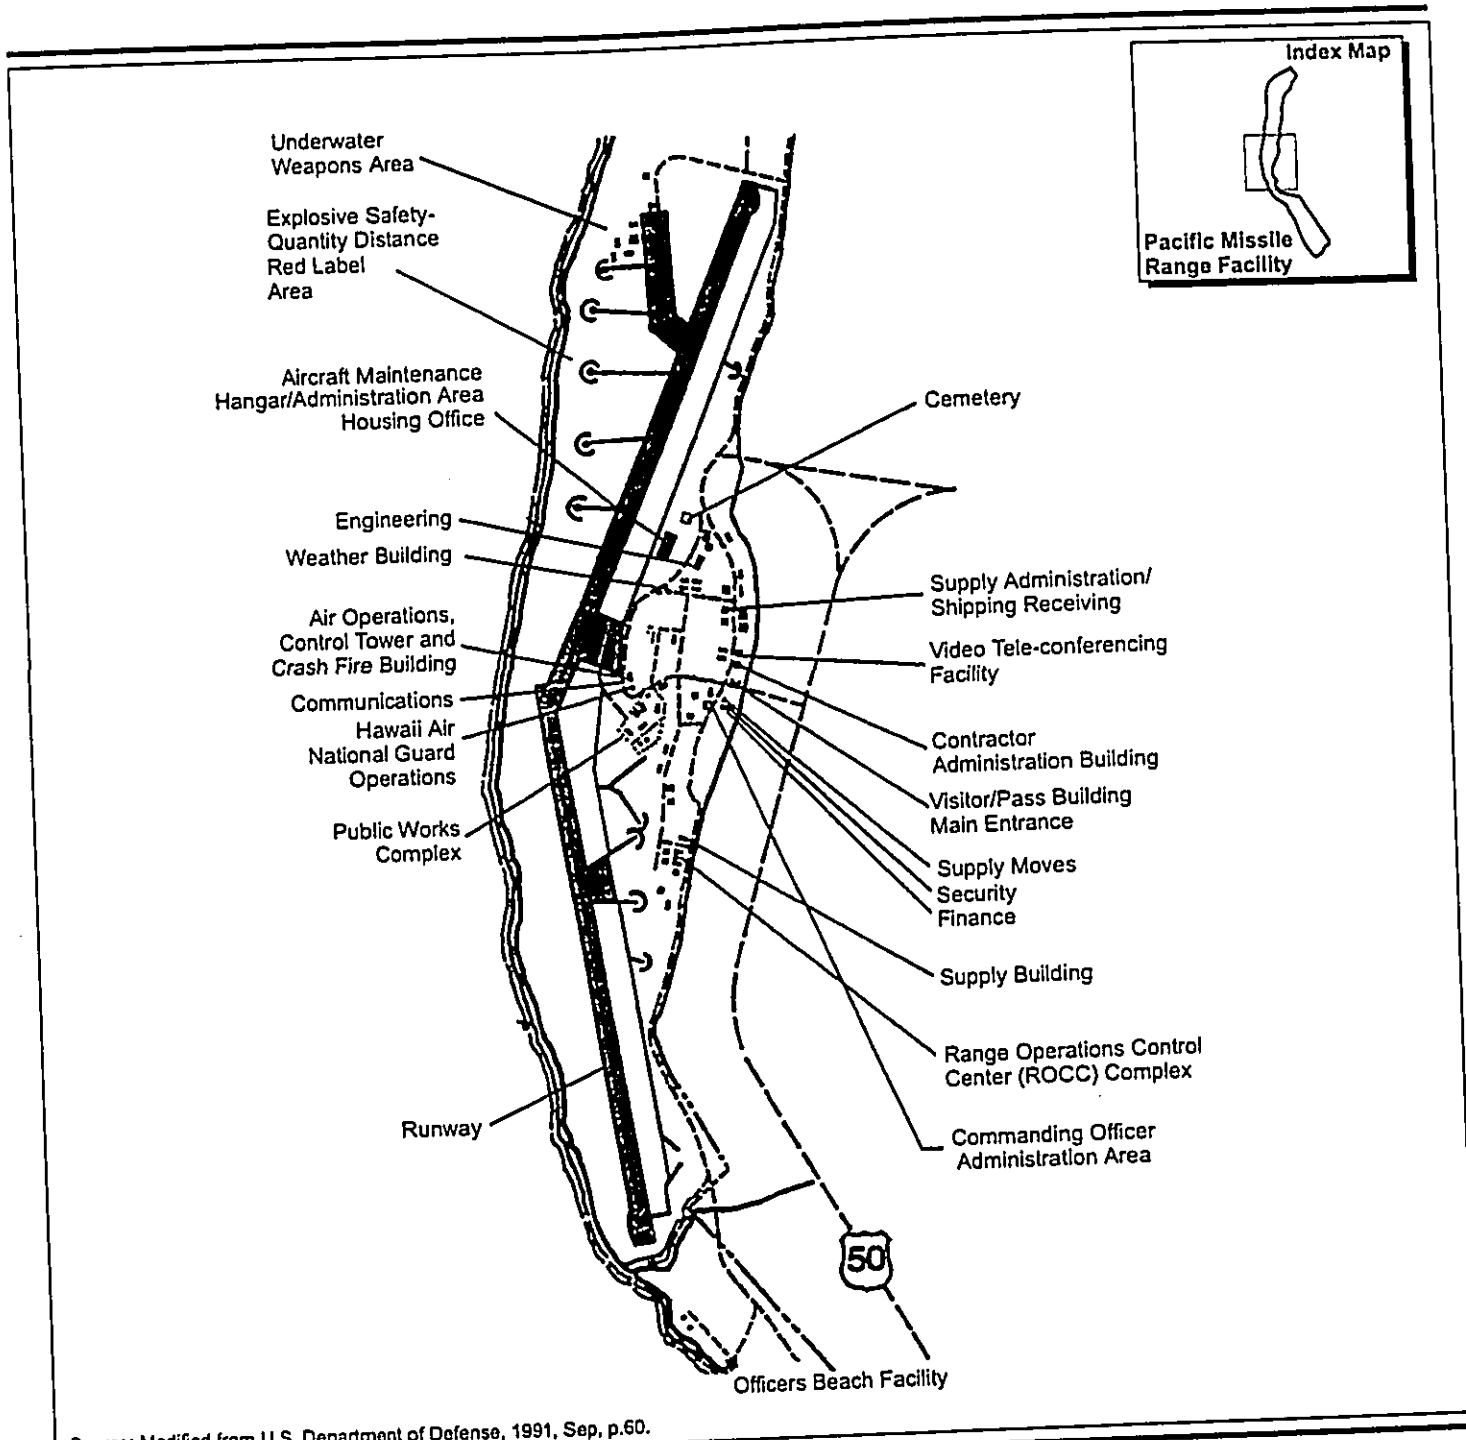 Index Map
Pacific Missile
Range Facility
Underwater
Weapons Area
Explosive Safety-
Quantity Distance
Red Label
Area
Aircraft Maintenance
Hangar/Administration Area
Housing Office
Engineering
Weather Building
Air Operations,
Control Tower and
Crash Fire Building
Communications
Hawaii Air
National Guard
Operations
Public Works
Complex
Runway
Cemetery
Supply Administration/
Shipping Receiving
Video Tele-conferencing
Facility
Contractor
Administration Building
Visitor/Pass Building
Main Entrance
Supply Moves
Security
Finance
Supply Building
Range Operations Control
Center (ROCC) Complex
Commanding Officer
Administration Area
50
Officers Beach Facility
Modified from U.S. Department of Defense, 1991, Sep, p.60.